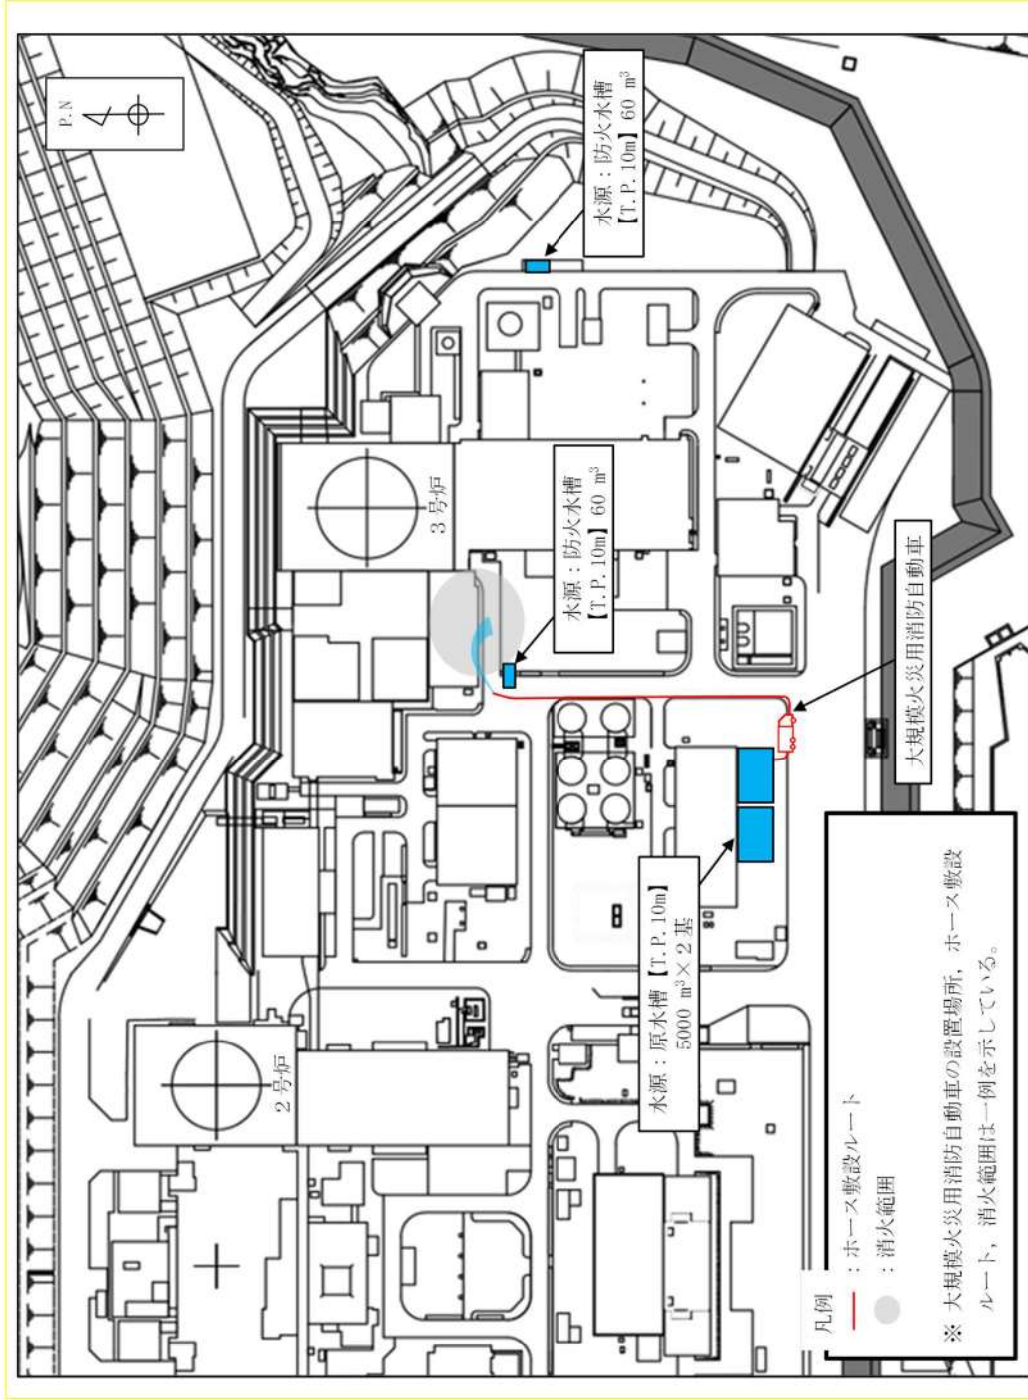 P.N
水源：防火水槽
【T.P.10m】60 m³
3号炉
水源：防火水槽
【T.P.10m】60 m³
大規模火災用消防自動車
2号炉
水源：原水槽【T.P.10m】
5000 m³×2基
凡例
：ホース敷設ルート
：消火範囲
※ 大規模火災用消防自動車の設置場所，ホース敷設
ルート，消火範囲は一例を示している。